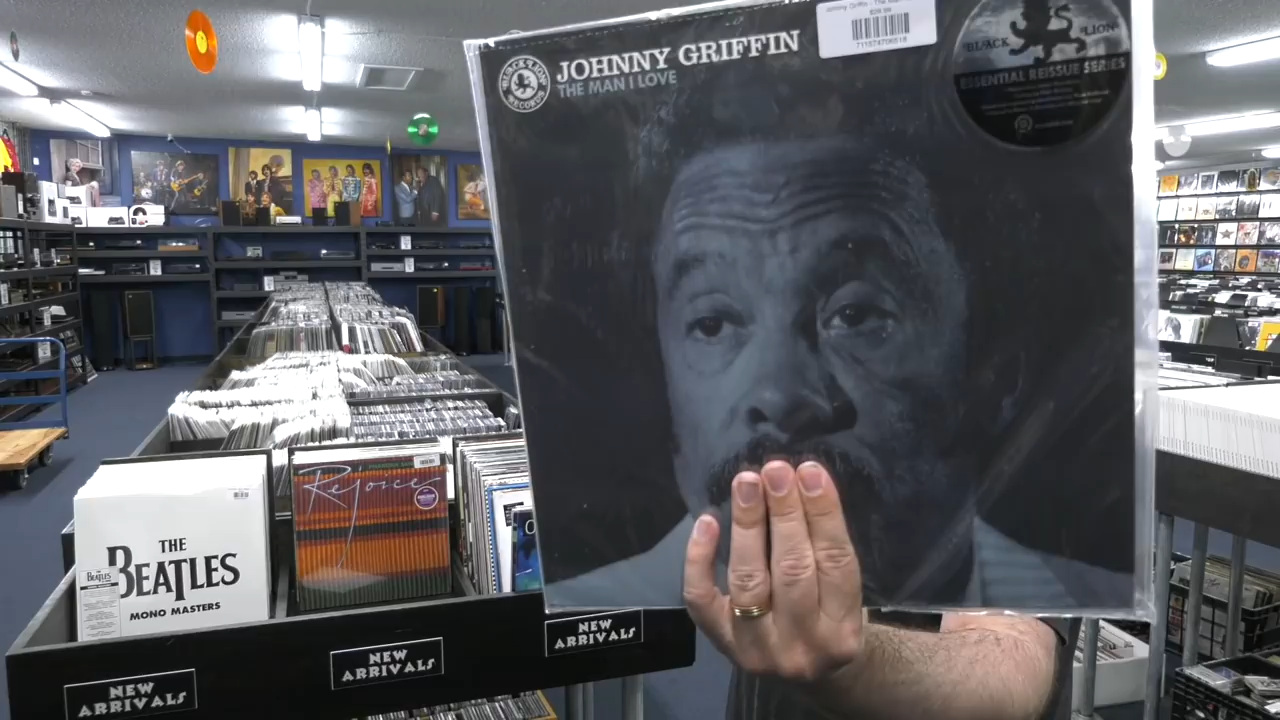 JOHNNY GRIFFIN
THE MAN I LOVE
BLACK LION
RECORDS
Johnny Griffin - The Man
BLACK LION
ESSENTIAL REISSUE SERIES
Rejoice
THE
BEATLES
MONO MASTERS
NEW
ARRIVALS
NEW
ARRIVALS
NEW
ARRIVALS